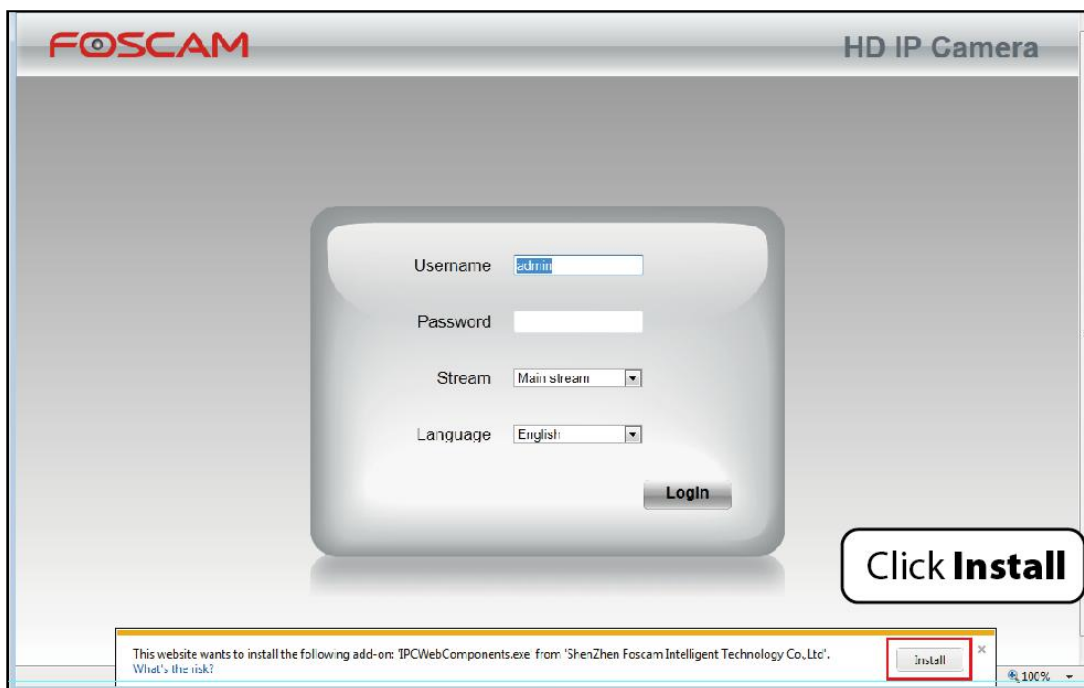 FOSCAM
HD IP Camera
Username admin
Password
Stream Main stream
Language English
Login
Click Install
This website wants to install the following add-on: 'IPCWebComponents.exe' from 'ShenZhen Foscam Intelligent Technology Co.,Ltd'.
What's the risk?
Install
×
100%